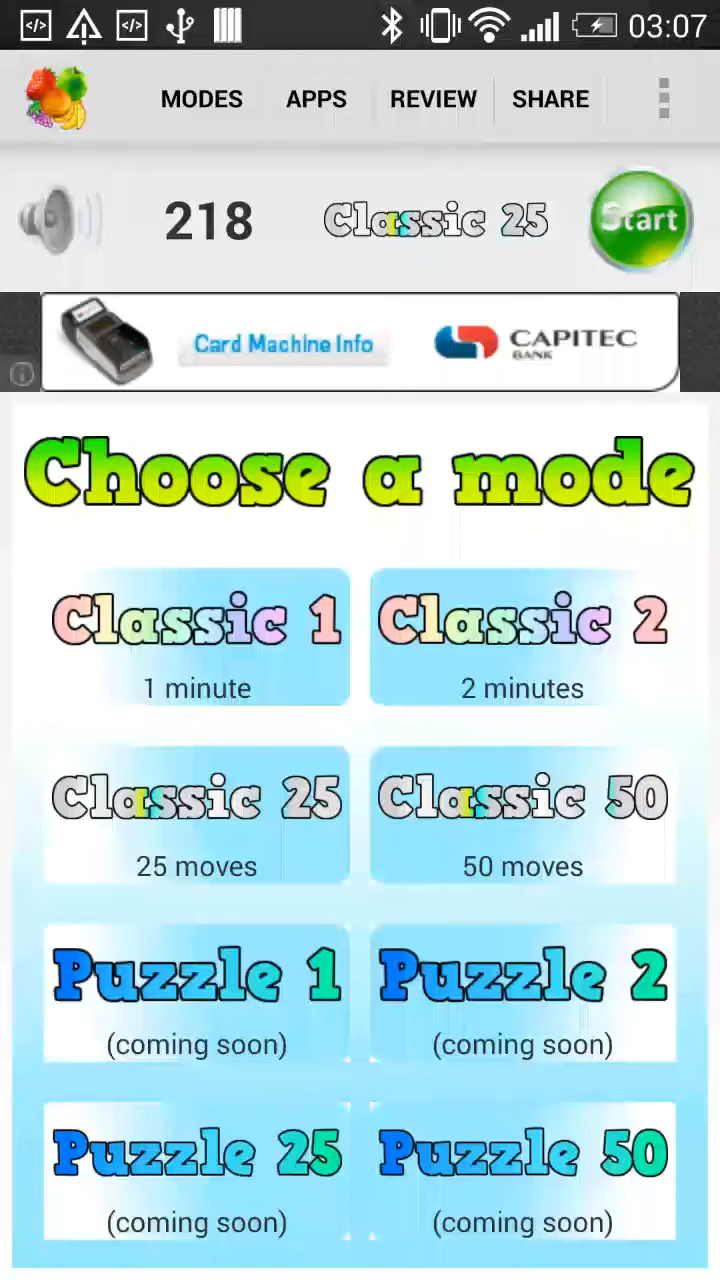 03:07
MODES APPS REVIEW SHARE
218 Classic 25 Start
Card Machine Info CAPITEC
BANK
Choose a mode
Classic 1 Classic 2
1 minute 2 minutes
Classic 25 Classic 50
25 moves 50 moves
Puzzle 1 Puzzle 2
(coming soon) (coming soon)
Puzzle 25 Puzzle 50
(coming soon) (coming soon)